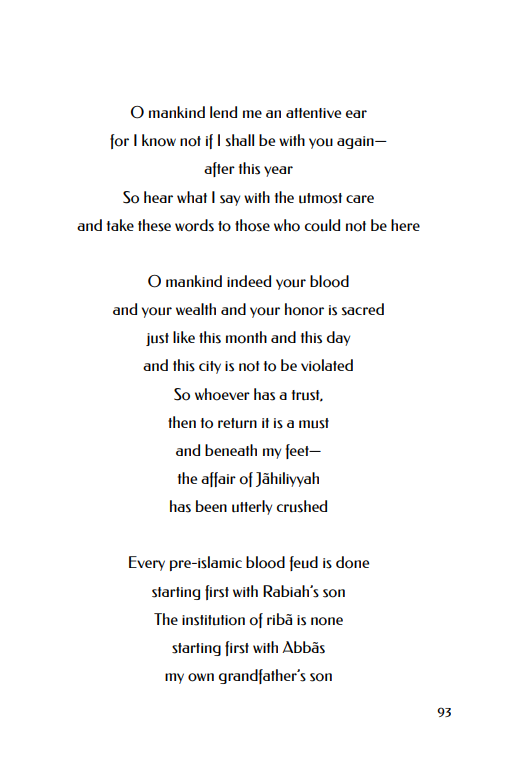 O mankind lend me an attentive ear
for I know not if I shall be with you again—
after this year
So hear what I say with the utmost care
and take these words to those who could not be here
O mankind indeed your blood
and your wealth and your honor is sacred
just like this month and this day
and this city is not to be violated
So whoever has a trust,
then to return it is a must
and beneath my feet—
the affair of Jãhiliyyah
has been utterly crushed
Every pre-islamic blood feud is done
starting first with Rabiah's son
The institution of ribã is none
starting first with Abbãs
my own grandfather's son
93